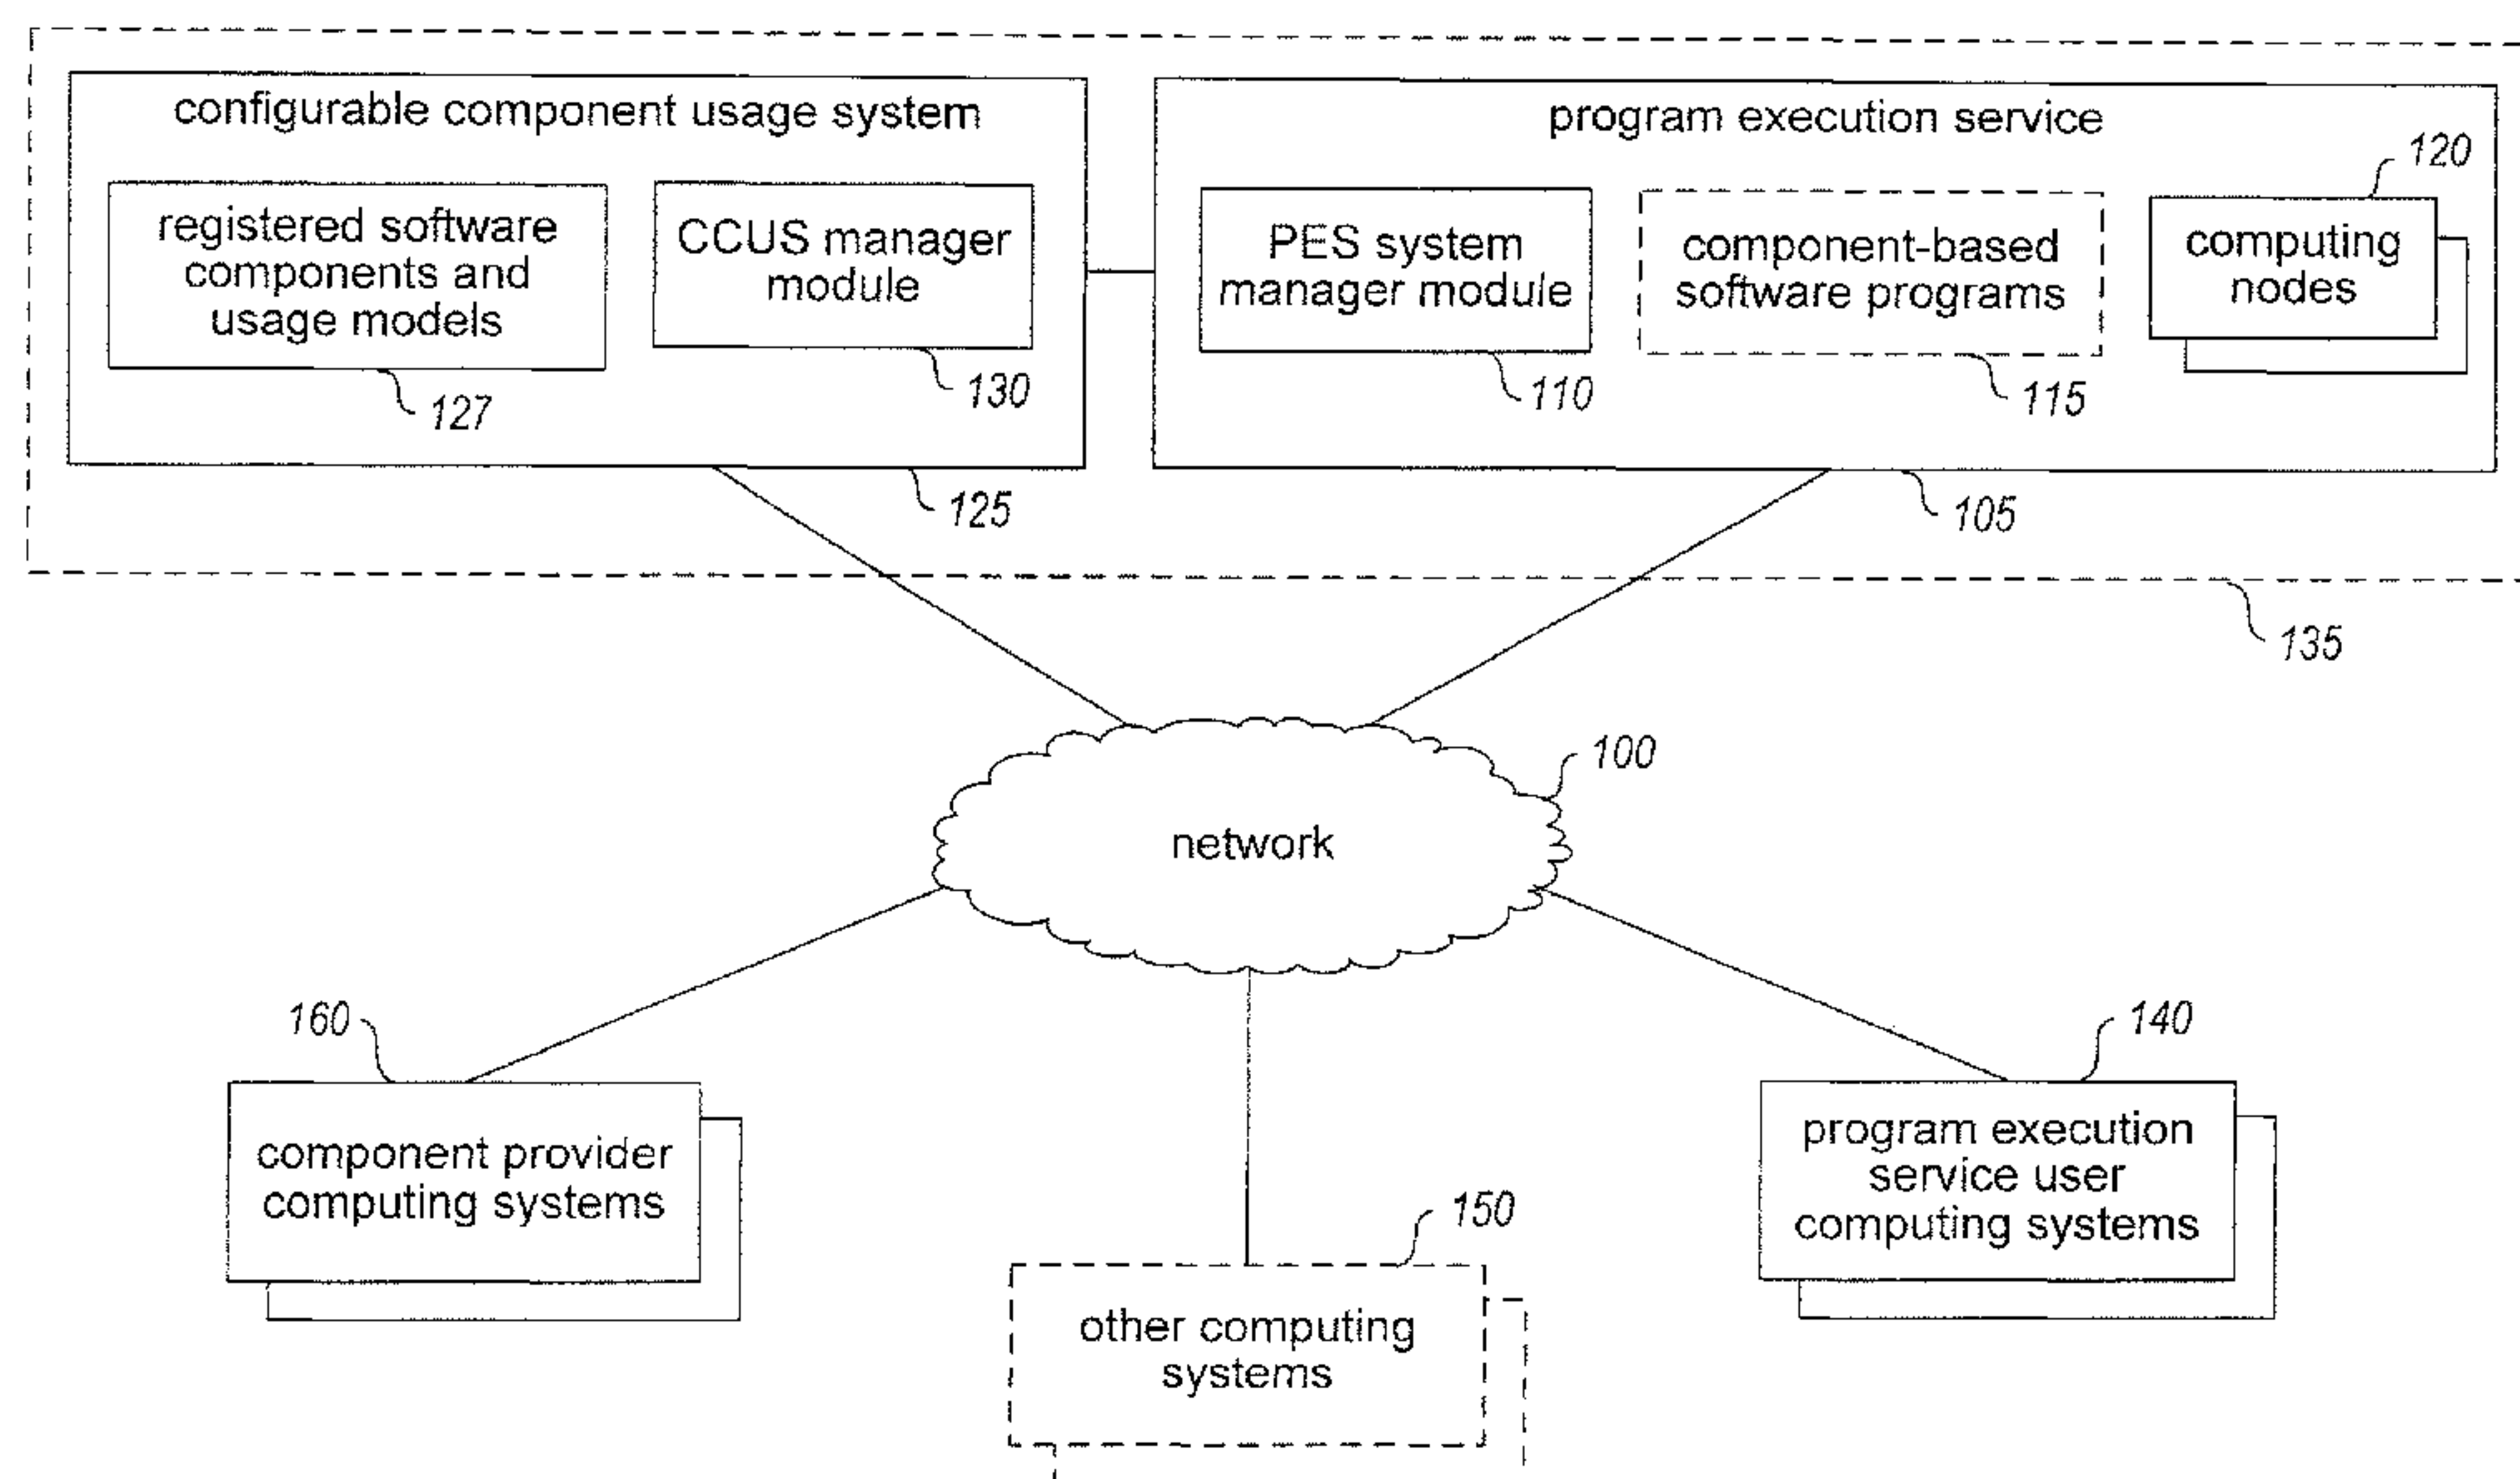 configurable component usage system
registered software
components and
usage models
127
CCUS manager
module
130
125
program execution service
PES system
manager module
110
component-based
software programs
115
120
computing
nodes
105
135
100
network
160
component provider
computing systems
150
other computing
systems
140
program execution
service user
computing systems